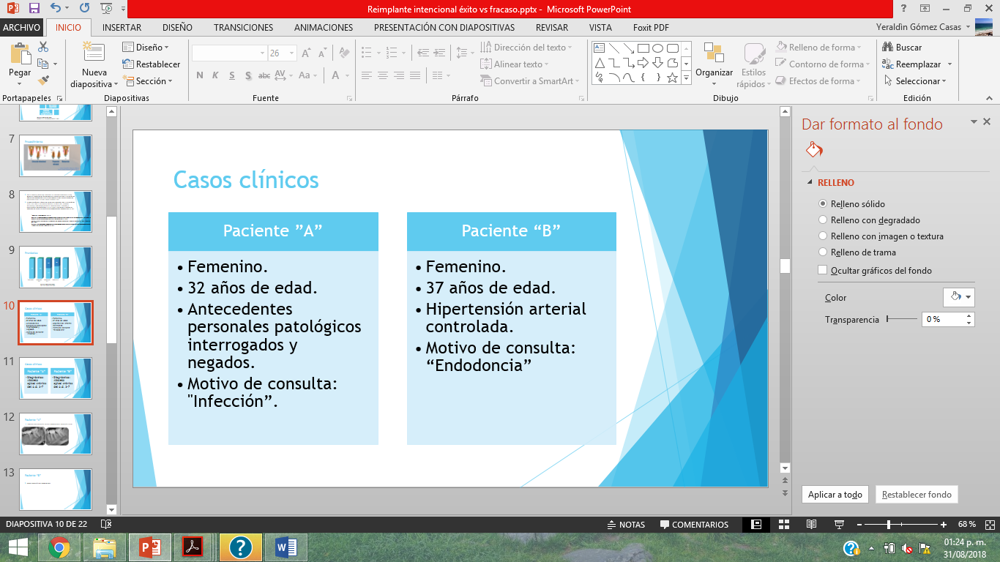 Reimplante intencional éxito vs fracaso.pptx - Microsoft PowerPoint
ARCHIVO INICIO INSERTAR DISEÑO TRANSICIONES ANIMACIONES PRESENTACIÓN CON DIAPOSITIVAS REVISAR VISTA Foxit PDF Yeraldin Gómez Casas
Pegar
Portapapeles
Nueva
diapositiva
Diseño
Restablecer
Sección
Diapositivas
26
N K S S abc AV Aa A
Fuente
Dirección del texto
Alinear texto
Convertir a SmartArt
Párrafo
Organizar
Estilos
rápidos
Relleno de forma
Contorno de forma
Efectos de forma
Dibujo
Buscar
Reemplazar
Seleccionar
Edición
7
8
9
10
11
12
13
Casos clínicos
Paciente ”A”
• Femenino.
• 32 años de edad.
• Antecedentes
personales patológicos
interrogados y
negados.
• Motivo de consulta:
"Infección”.
Paciente “B”
• Femenino.
• 37 años de edad.
• Hipertensión arterial
controlada.
• Motivo de consulta:
“Endodoncia”
Dar formato al fondo
RELLENO
Relleno sólido
Relleno con degradado
Relleno con imagen o textura
Relleno de trama
Ocultar gráficos del fondo
Color
Transparencia 0 %
Aplicar a todo Restablecer fondo
DIAPOSITIVA 10 DE 22 NOTAS COMENTARIOS 68 %
01:24 p. m.
31/08/2018